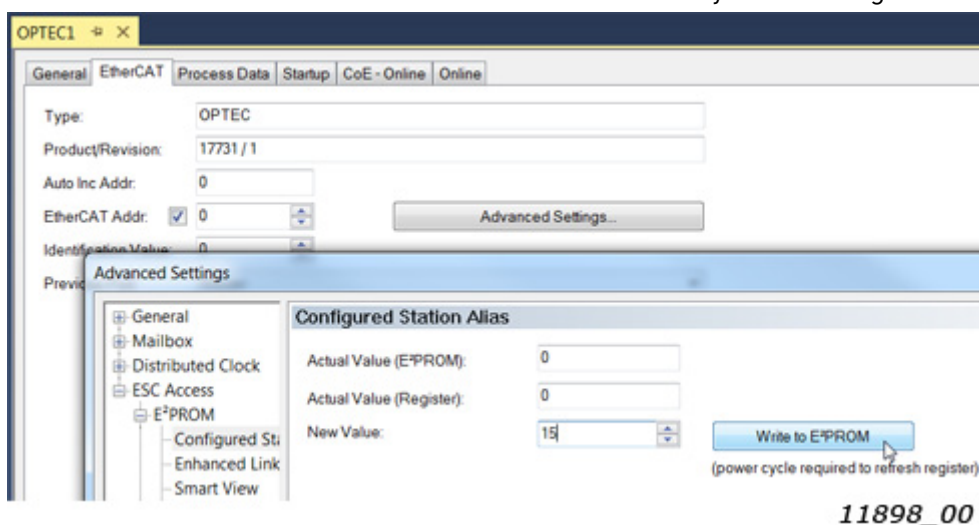 OPTEC1
General EtherCAT Process Data Startup CoE - Online Online
Type: OPTEC
Product/Revision: 17731 / 1
Auto Inc Addr: 0
EtherCAT Addr: 0
Advanced Settings...
Identification Value: 0
Advanced Settings
General
Mailbox
Distributed Clock
ESC Access
E²PROM
Configured Sta
Enhanced Link
Smart View
Configured Station Alias
Actual Value (E²PROM): 0
Actual Value (Register): 0
New Value: 15
Write to E²PROM
(power cycle required to refresh register)
11898_00